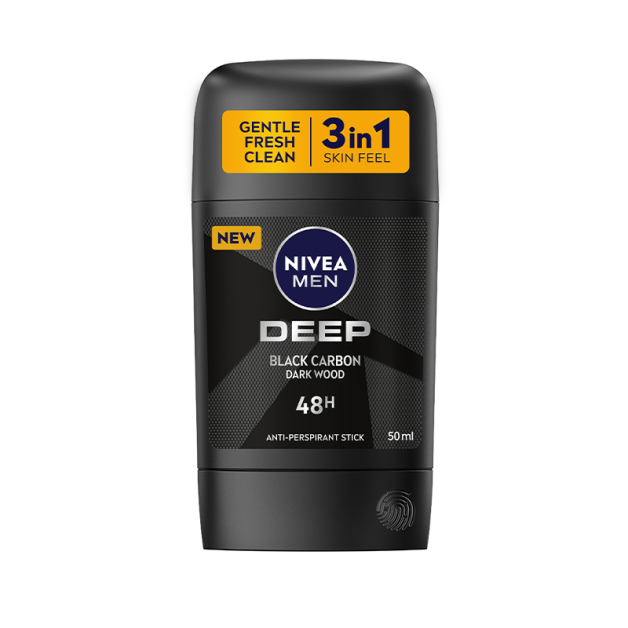 GENTLE
FRESH
CLEAN
3in1
SKIN FEEL
NEW
NIVEA
MEN
DEEP
BLACK CARBON
DARK WOOD
48H
ANTI-PERSPIRANT STICK
50ml